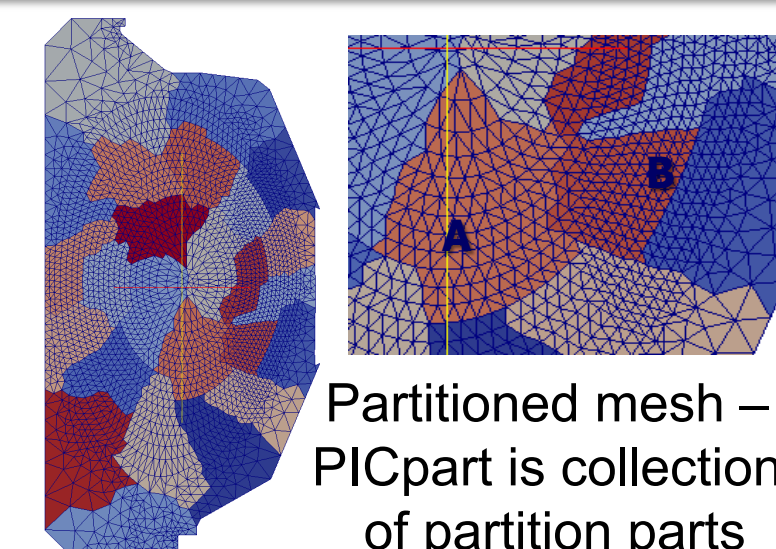 A
B
Partitioned mesh –
PICpart is collection
of partition parts